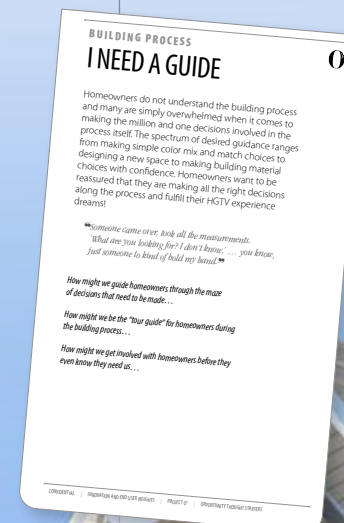 BUILDING PROCESS
I NEED A GUIDE
O
Homeowners do not understand the building process
and many are simply overwhelmed when it comes to
making the million and one decisions involved in the
process itself. The spectrum of desired guidance ranges
from making simple color mix and match choices to
designing a new space to making building material
choices with confidence. Homeowners want to be
reassured that they are making all the right decisions
along the process and fulfill their HGTV experience
dreams!
❝Someone came over, took all the measurements.
'What are you looking for? I don't know,' … you know,
just someone to kind of hold my hand.❞
How might we guide homeowners through the maze
of decisions that need to be made…
How might we be the “tour guide” for homeowners during
the building process…
How might we get involved with homeowners before they
even know they need us…
CONFIDENTIAL | INNOVATION AND END USER INSIGHTS | PROJECT O² | OPPORTUNITY THOUGHT STARTERS